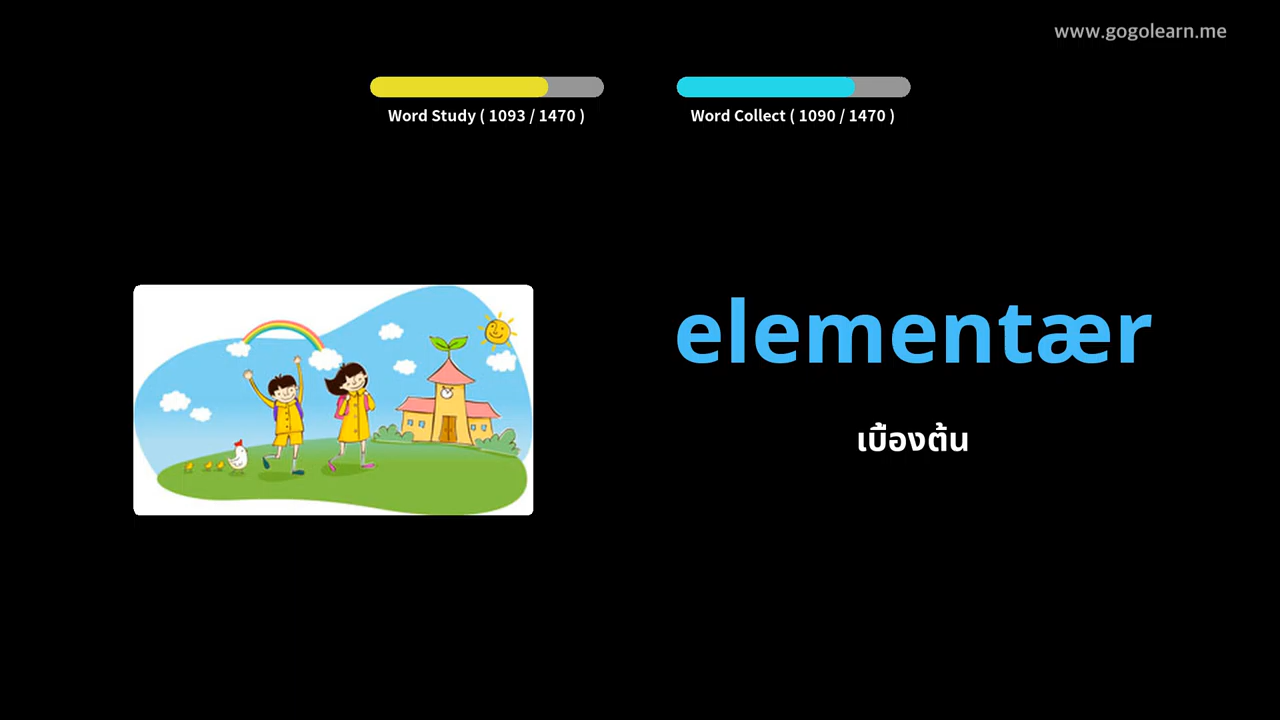 www.gogolearn.me
Word Study ( 1093 / 1470 )
Word Collect ( 1090 / 1470 )
elementær
เบื้องต้น